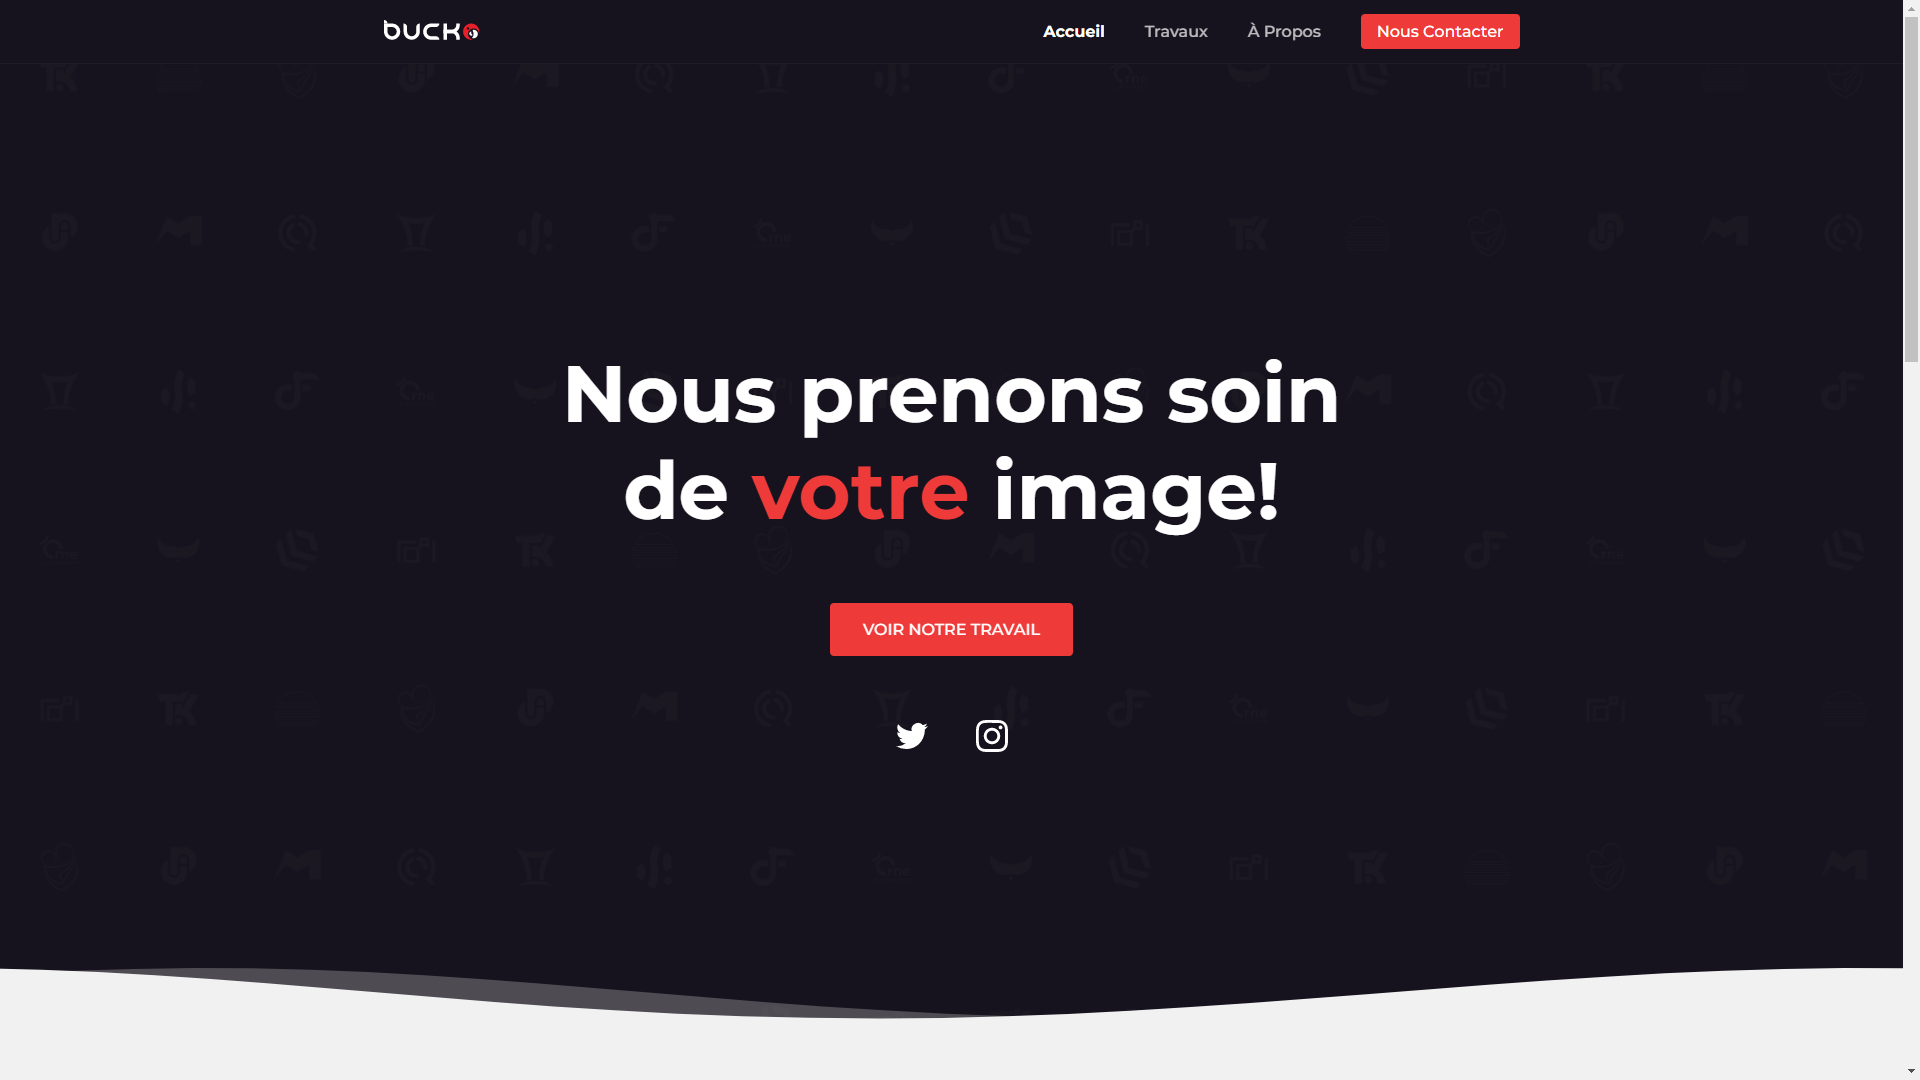 bucko
Accueil
Travaux
À Propos
Nous Contacter
Nous prenons soin
de votre image!
VOIR NOTRE TRAVAIL